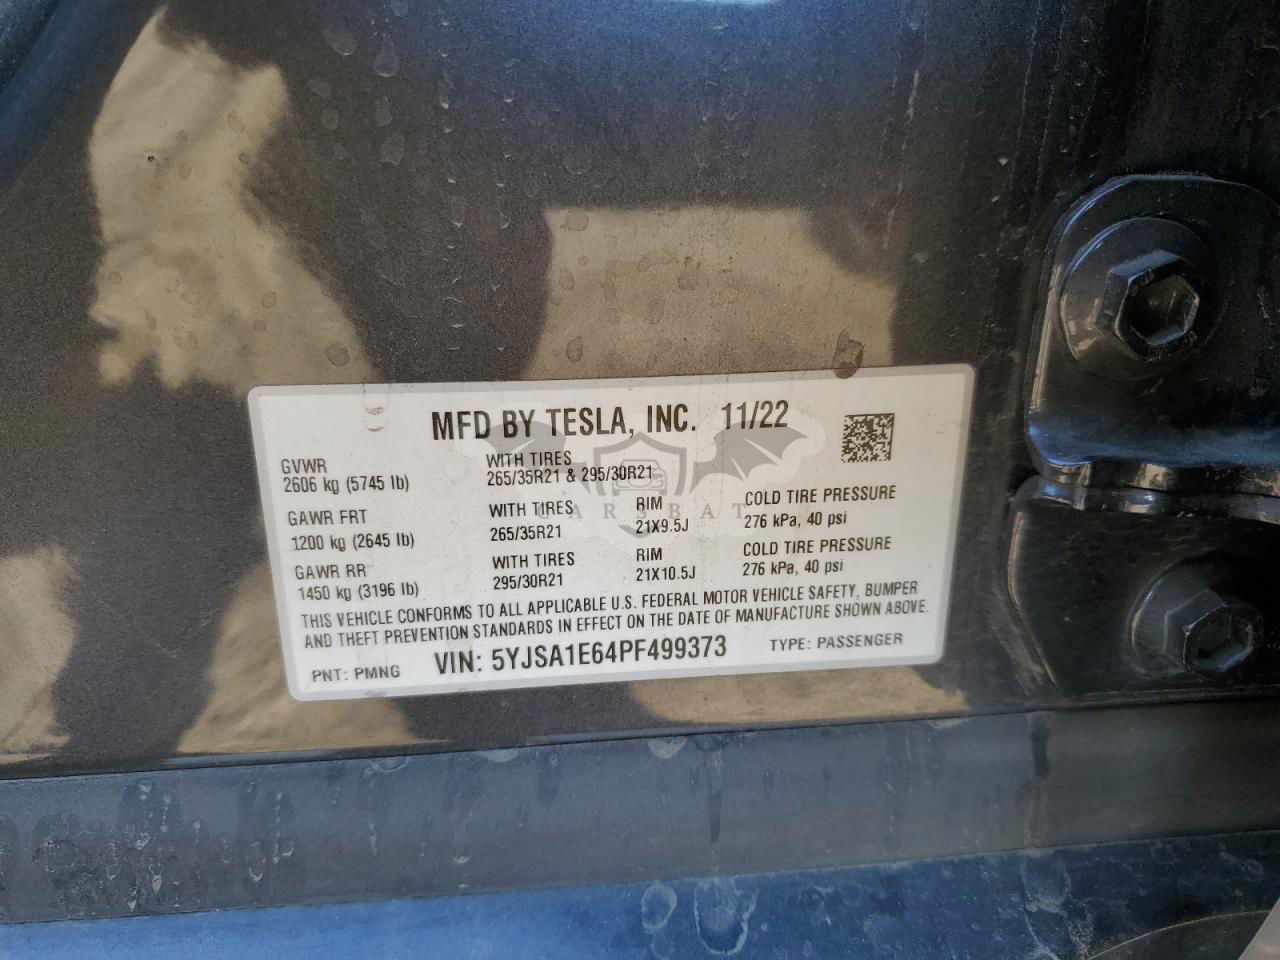 MFD BY TESLA, INC. 11/22
GVWR
2606 kg (5745 lb)
WITH TIRES
265/35R21 & 295/30R21
GAWR FRT
1200 kg (2645 lb)
WITH TIRES
265/35R21
RIM
21X9.5J
COLD TIRE PRESSURE
276 kPa, 40 psi
GAWR RR
1450 kg (3196 lb)
WITH TIRES
295/30R21
RIM
21X10.5J
COLD TIRE PRESSURE
276 kPa, 40 psi
THIS VEHICLE CONFORMS TO ALL APPLICABLE U.S. FEDERAL MOTOR VEHICLE SAFETY, BUMPER
AND THEFT PREVENTION STANDARDS IN EFFECT ON THE DATE OF MANUFACTURE SHOWN ABOVE.
PNT: PMNG VIN: 5YJSA1E64PF499373 TYPE: PASSENGER
CARSBAT